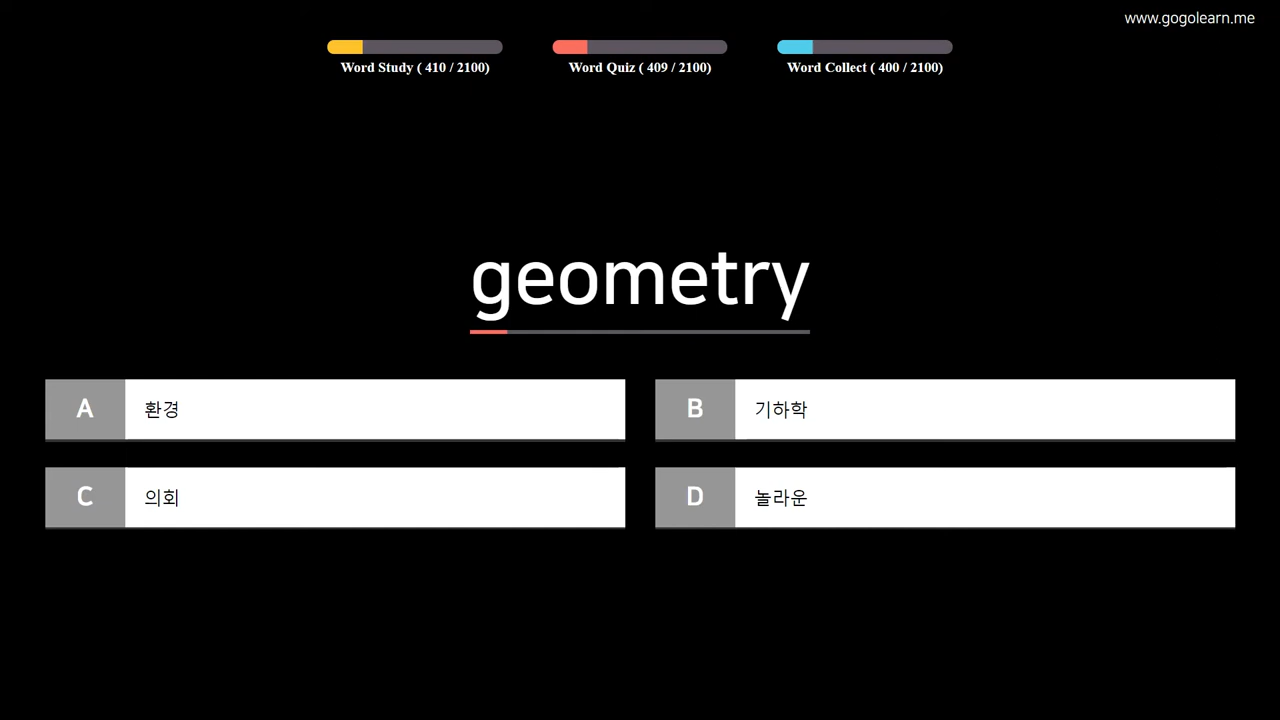 www.gogolearn.me
Word Study ( 410 / 2100)
Word Quiz ( 409 / 2100)
Word Collect ( 400 / 2100)
geometry
A 환경
B 기하학
C 의회
D 놀라운